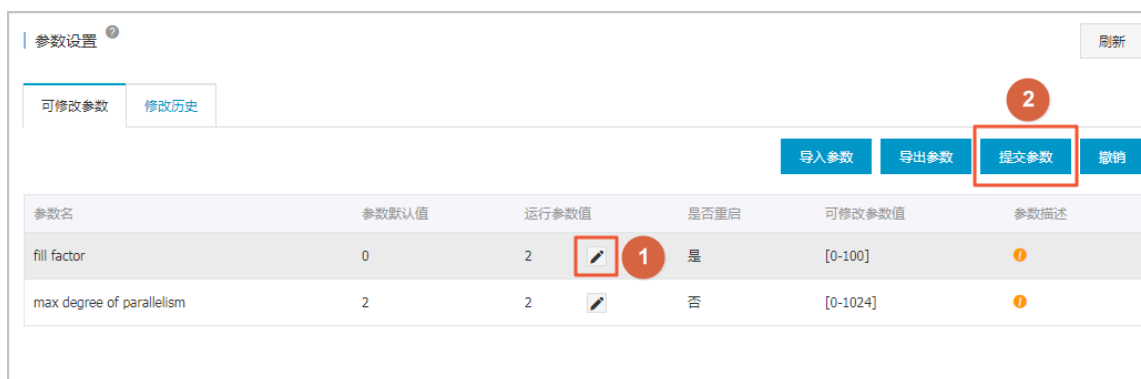 参数设置 ?
刷新
可修改参数 修改历史
2
导入参数 导出参数 提交参数 撤销
参数名 参数默认值 运行参数值 是否重启 可修改参数值 参数描述
fill factor 0 2 1 是 [0-100]
max degree of parallelism 2 2 否 [0-1024]